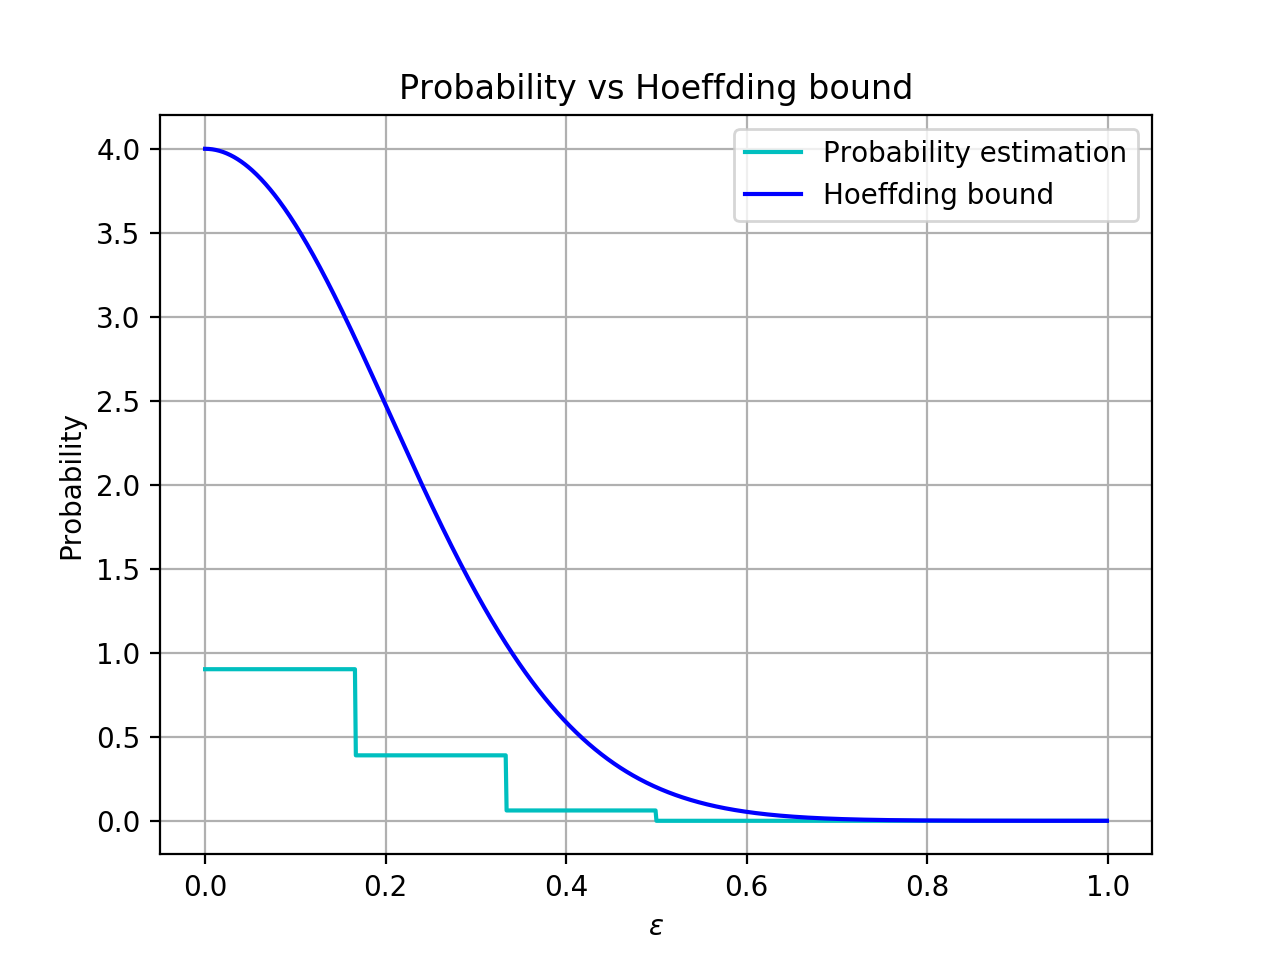 Probability vs Hoeffding bound
Probability estimation
Hoeffding bound
4.0
3.5
3.0
2.5
2.0
1.5
1.0
0.5
0.0
Probability
0.0 0.2 0.4 0.6 0.8 1.0
ε